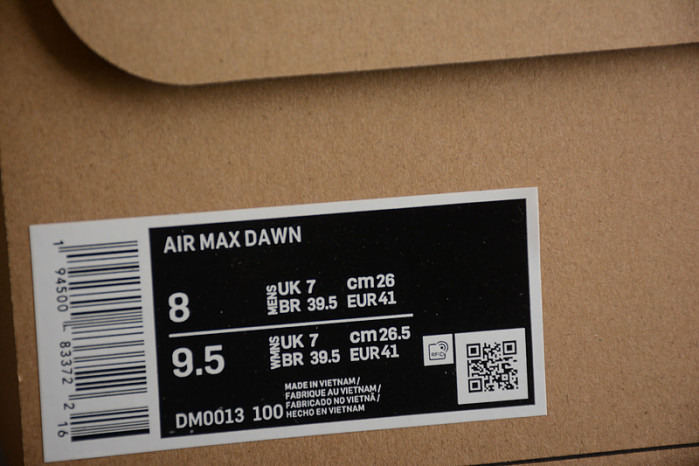 AIR MAX DAWN
8
MENS
UK 7 cm 26
BR 39.5 EUR 41
9.5
WMNS
UK 7 cm 26.5
BR 39.5 EUR 41
RFID
MADE IN VIETNAM /
FABRIQUE AU VIETNAM /
FABRICADO NO VIETNÃ /
HECHO EN VIETNAM
DM0013 100
1 94500 83372 2 16